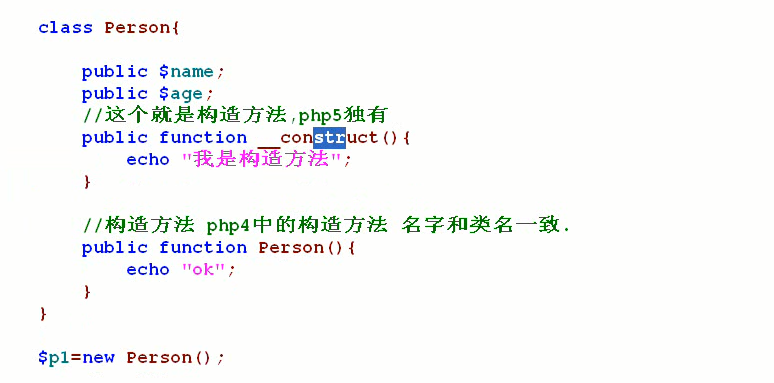 class Person{
public $name;
public $age;
//这个就是构造方法,php5独有
public function __construct(){
echo "我是构造方法";
}
//构造方法 php4中的构造方法 名字和类名一致.
public function Person(){
echo "ok";
}
}
$p1=new Person();